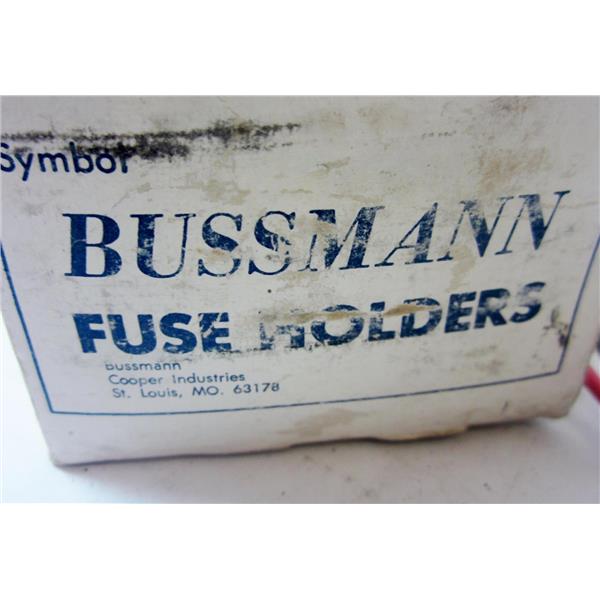 Symbol
BUSSMANN
FUSE HOLDERS
Bussmann
Cooper Industries
St. Louis, MO. 63178